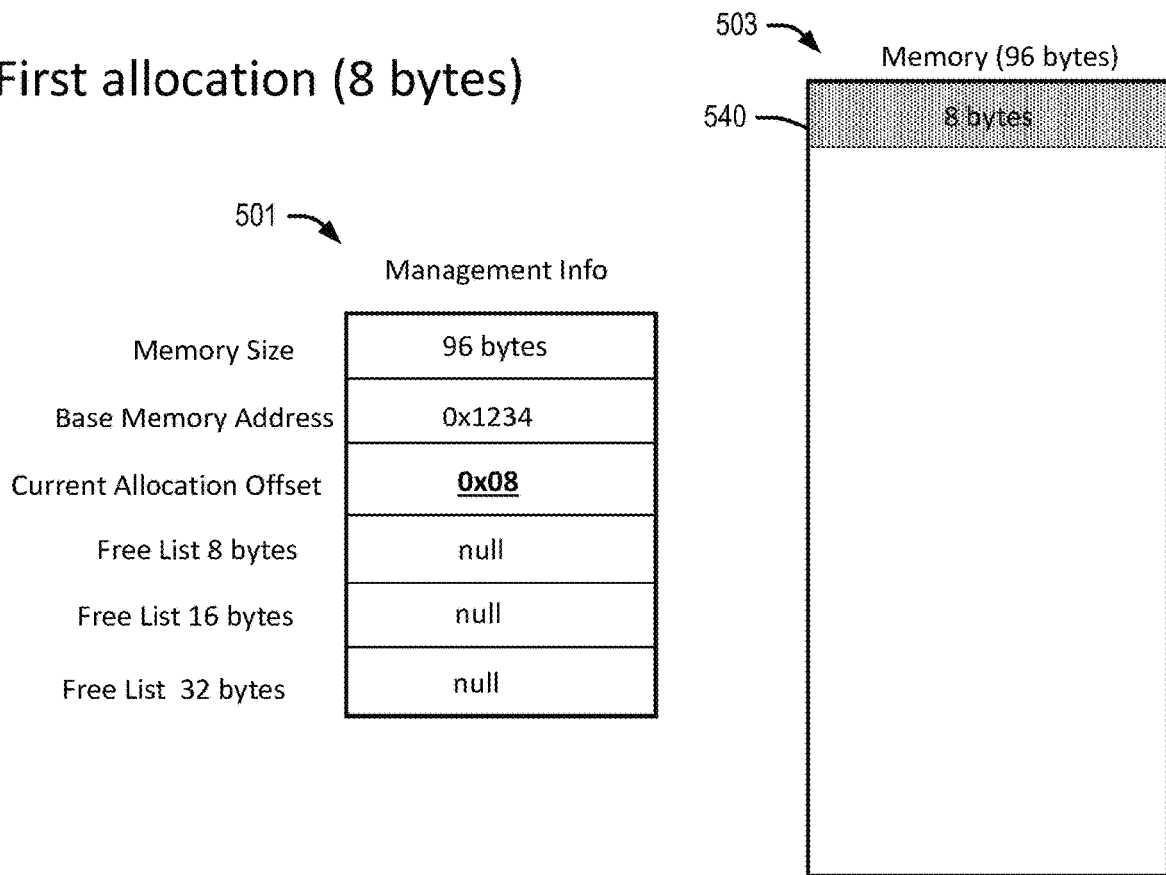 503
Memory (96 bytes)
First allocation (8 bytes)
540
8 bytes
501
Management Info
Memory Size
96 bytes
Base Memory Address
0x1234
Current Allocation Offset
0x08
Free List 8 bytes
null
Free List 16 bytes
null
Free List 32 bytes
null